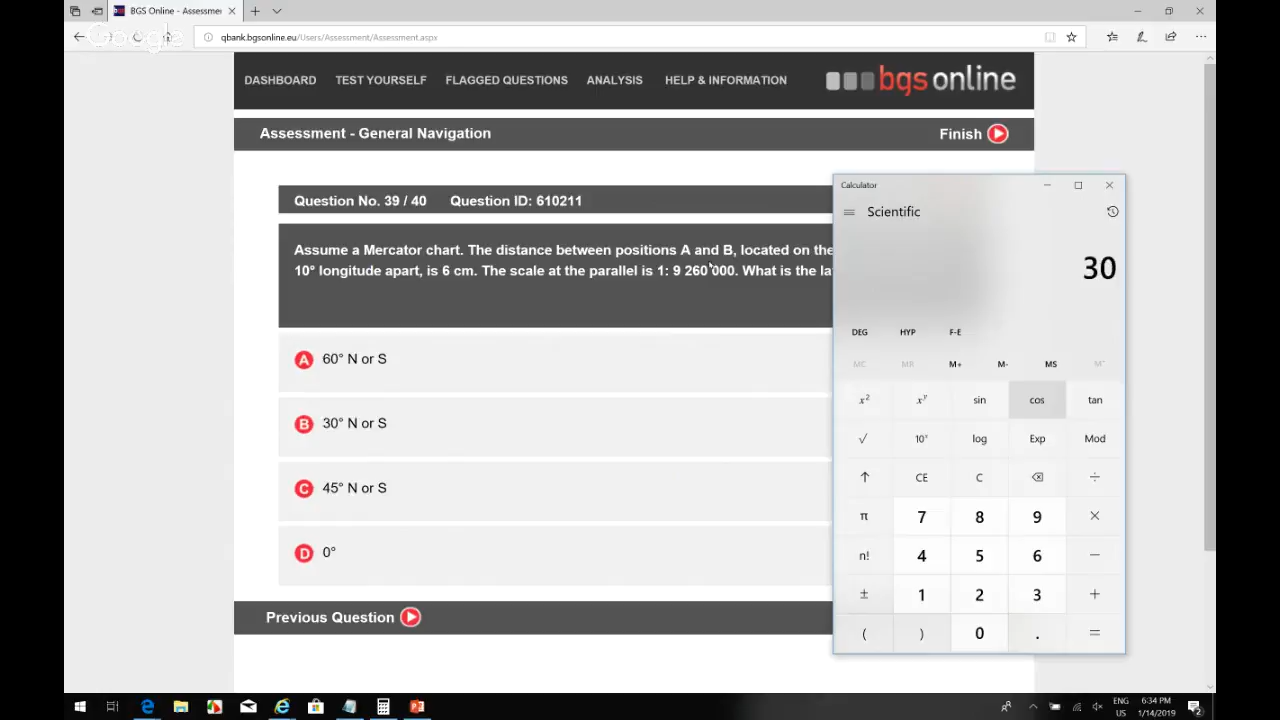 BGS Online - Assessmen
qbank.bgsonline.eu/Users/Assessment/Assessment.aspx
Google
DASHBOARD TEST YOURSELF FLAGGED QUESTIONS ANALYSIS HELP & INFORMATION bgs online
Assessment - General Navigation Finish
Question No. 39 / 40 Question ID: 610211
Assume a Mercator chart. The distance between positions A and B, located on the
10° longitude apart, is 6 cm. The scale at the parallel is 1: 9 260 000. What is the la
A 60° N or S
B 30° N or S
C 45° N or S
D 0°
Previous Question
Calculator
Scientific
30
DEG HYP F-E
MC MR M+ M- MS M˅
x² xʸ sin cos tan
√ 10ˣ log Exp Mod
↑ CE C ⌫ ÷
π 7 8 9 ×
n! 4 5 6 −
± 1 2 3 +
( ) 0 . =
ENG 6:34 PM
US 1/14/2019
2